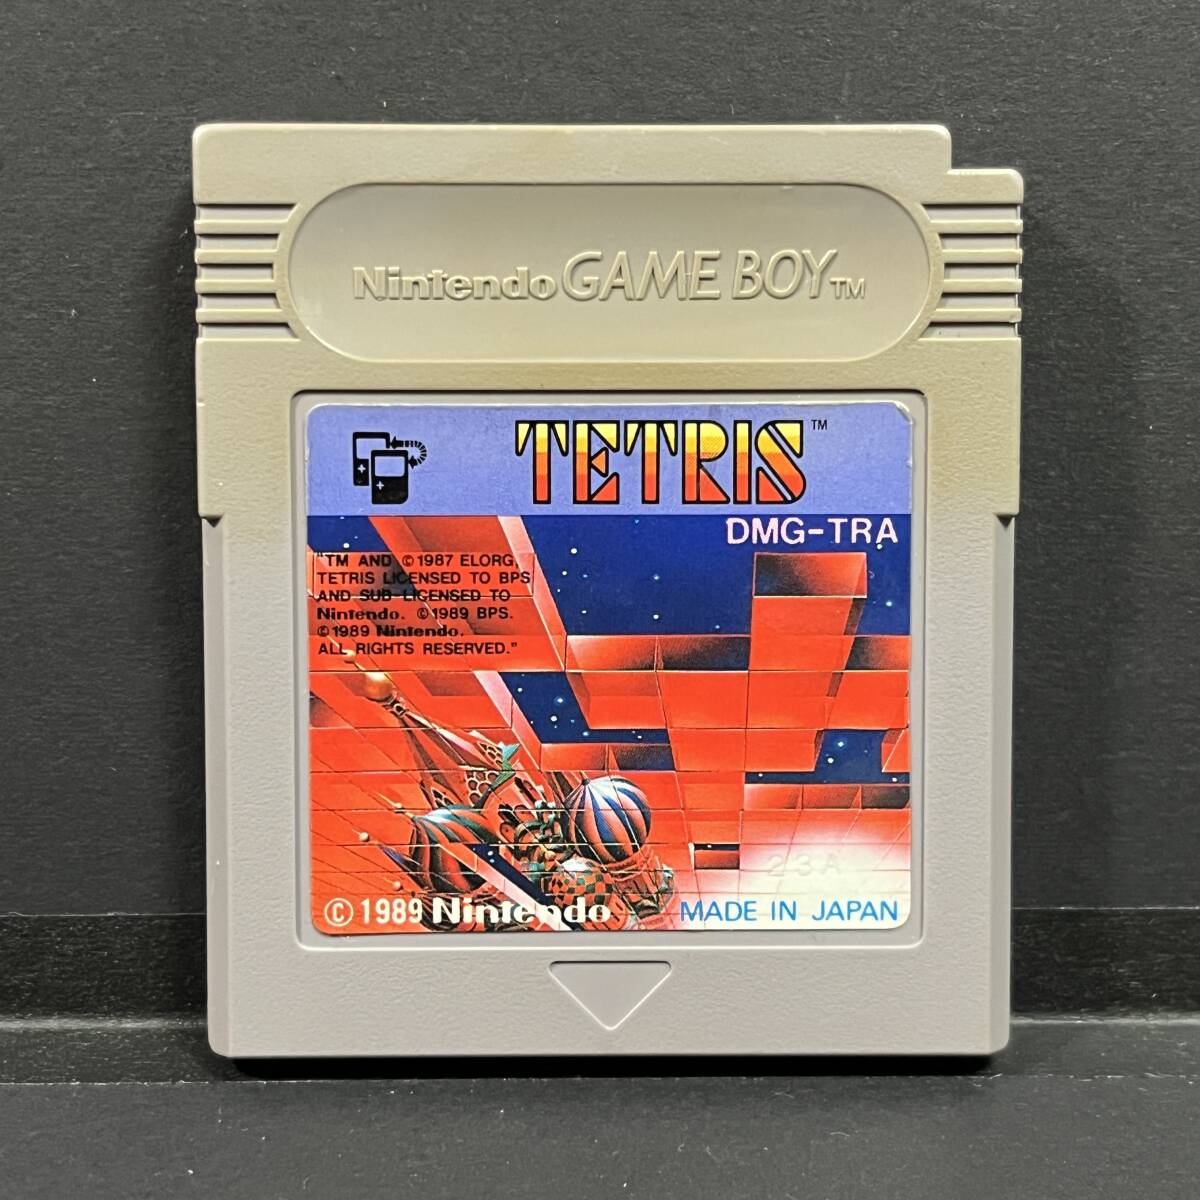 Nintendo GAME BOY™
TETRIS™
DMG-TRA
"TM AND ©1987 ELORG,
TETRIS LICENSED TO BPS
AND SUB-LICENSED TO
Nintendo. ©1989 BPS.
©1989 Nintendo.
ALL RIGHTS RESERVED."
23A
© 1989 Nintendo
MADE IN JAPAN